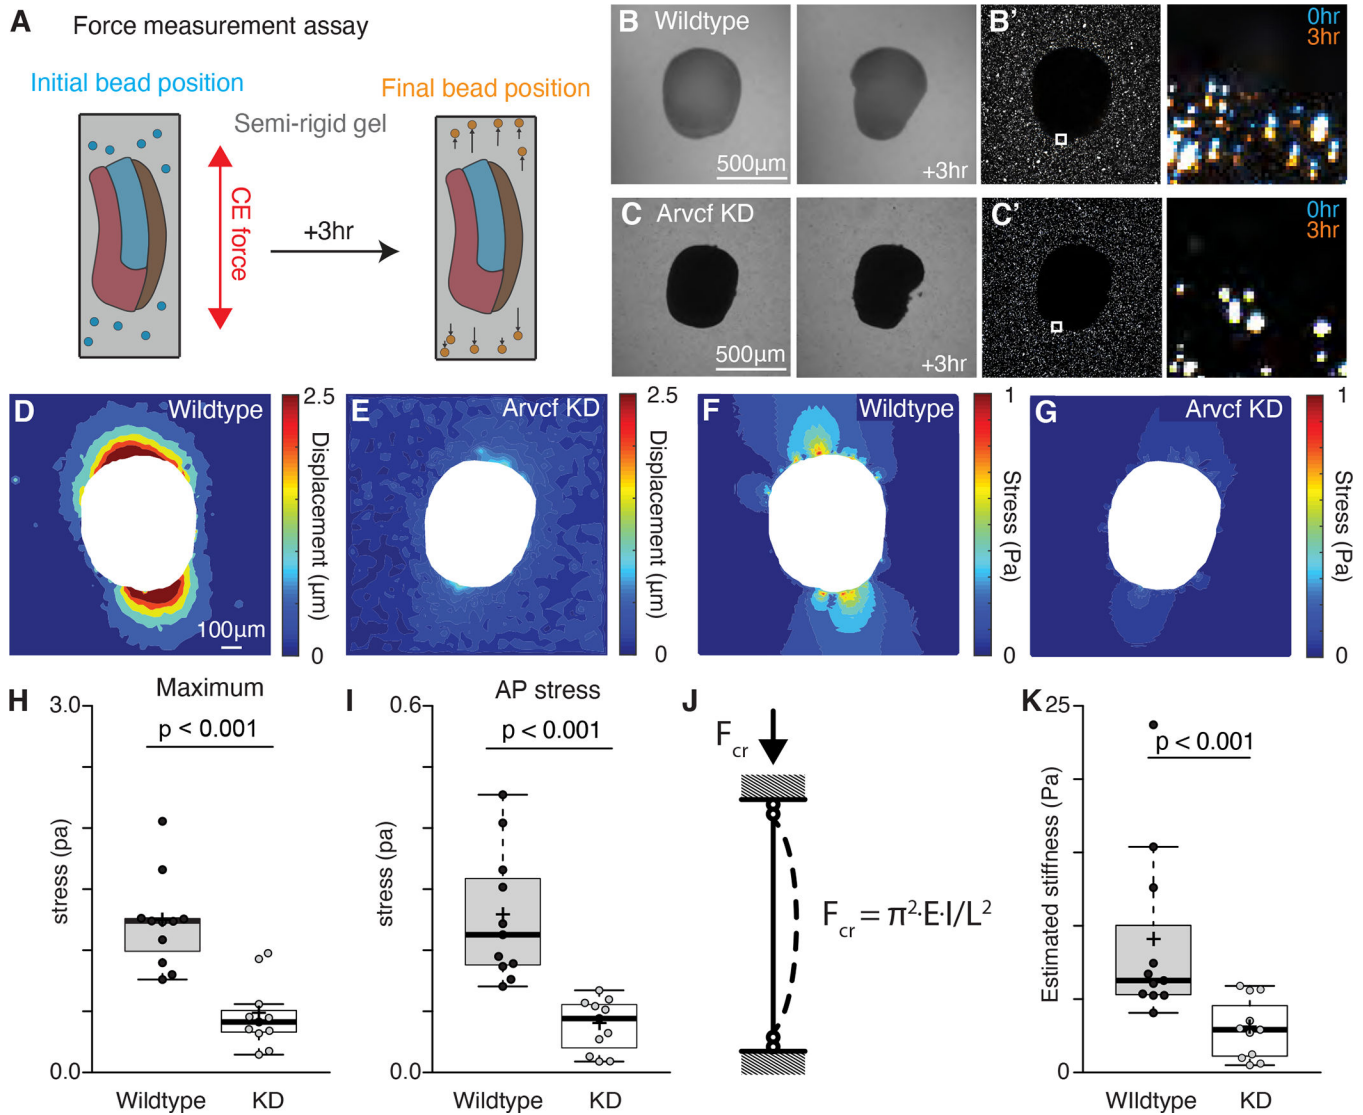 A Force measurement assay
Initial bead position
Final bead position
Semi-rigid gel
CE force
+3hr
B Wildtype
500µm
+3hr
B'
0hr
3hr
C Arvcf KD
500µm
+3hr
C'
0hr
3hr
D Wildtype
100µm
2.5
Displacement (µm)
0
E Arvcf KD
2.5
Displacement (µm)
0
F Wildtype
1
Stress (Pa)
0
G Arvcf KD
1
Stress (Pa)
0
H Maximum
3.0
p < 0.001
stress (pa)
0.0
Wildtype KD
I AP stress
0.6
p < 0.001
stress (pa)
0.0
Wildtype KD
J
Fcr
Fcr = π²·E·I/L²
K
25
p < 0.001
Estimated stiffness (Pa)
0
WIldtype KD